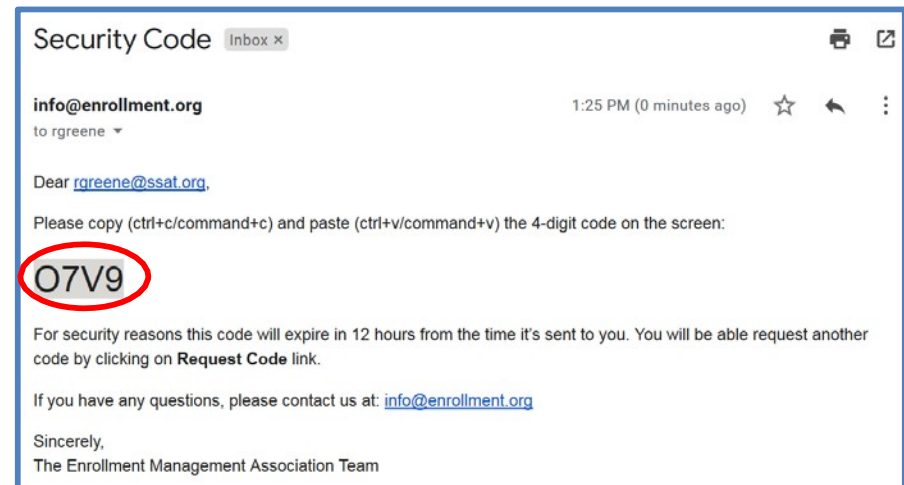 Security Code Inbox ×
info@enrollment.org 1:25 PM (0 minutes ago)
to rgreene
Dear rgreene@ssat.org,
Please copy (ctrl+c/command+c) and paste (ctrl+v/command+v) the 4-digit code on the screen:
O7V9
For security reasons this code will expire in 12 hours from the time it's sent to you. You will be able request another
code by clicking on Request Code link.
If you have any questions, please contact us at: info@enrollment.org
Sincerely,
The Enrollment Management Association Team